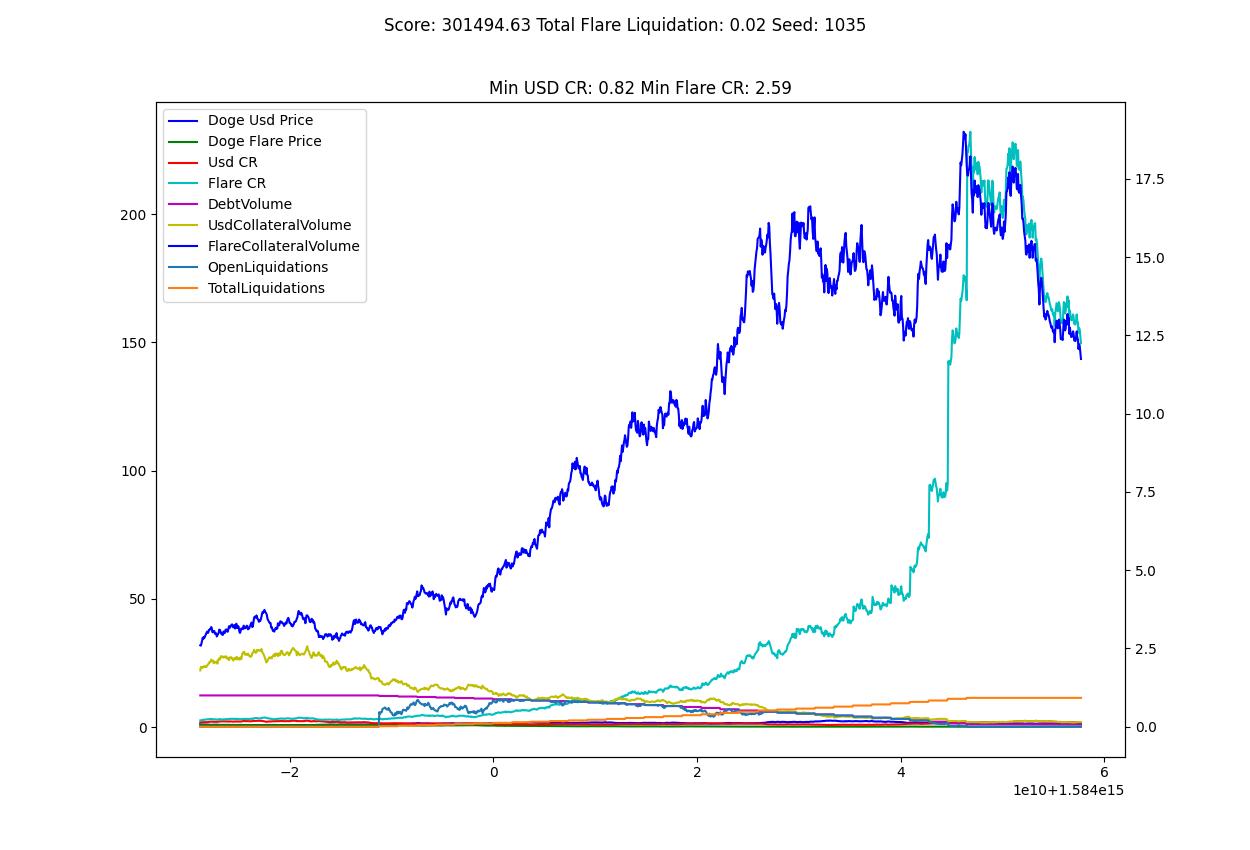 Score: 301494.63 Total Flare Liquidation: 0.02 Seed: 1035
Min USD CR: 0.82 Min Flare CR: 2.59
Doge Usd Price
Doge Flare Price
Usd CR
Flare CR
DebtVolume
UsdCollateralVolume
FlareCollateralVolume
OpenLiquidations
TotalLiquidations
200
150
100
50
0
17.5
15.0
12.5
10.0
7.5
5.0
2.5
0.0
−2
0
2
4
6
1e10+1.584e15